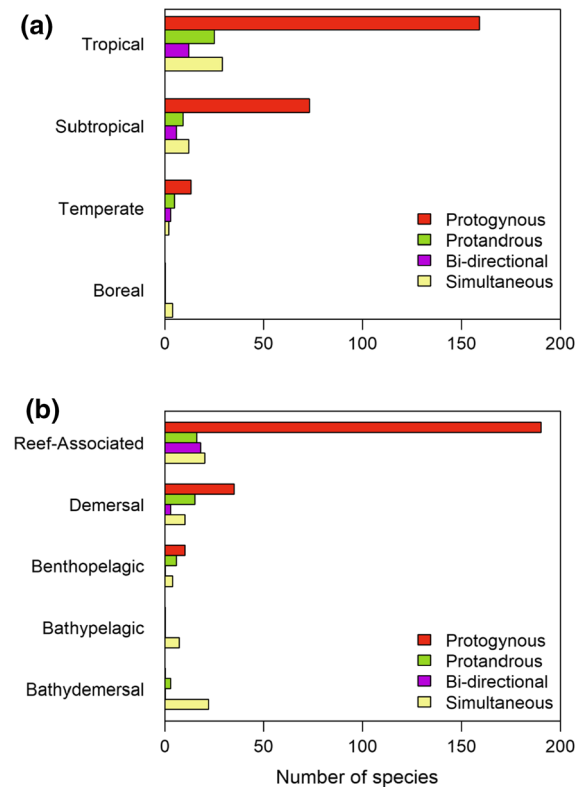 (a)
Tropical
Subtropical
Temperate
Boreal
Protogynous
Protandrous
Bi-directional
Simultaneous
0 50 100 150 200
(b)
Reef-Associated
Demersal
Benthopelagic
Bathypelagic
Bathydemersal
Protogynous
Protandrous
Bi-directional
Simultaneous
0 50 100 150 200
Number of species